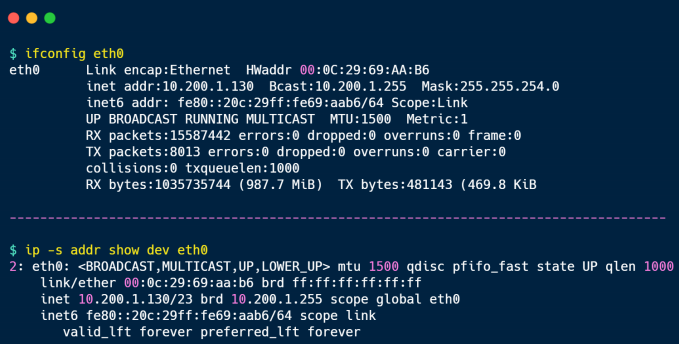 $ ifconfig eth0
eth0      Link encap:Ethernet  HWaddr 00:0C:29:69:AA:B6
          inet addr:10.200.1.130  Bcast:10.200.1.255  Mask:255.255.254.0
          inet6 addr: fe80::20c:29ff:fe69:aab6/64 Scope:Link
          UP BROADCAST RUNNING MULTICAST  MTU:1500  Metric:1
          RX packets:15587442 errors:0 dropped:0 overruns:0 frame:0
          TX packets:8013 errors:0 dropped:0 overruns:0 carrier:0
          collisions:0 txqueuelen:1000
          RX bytes:1035735744 (987.7 MiB)  TX bytes:481143 (469.8 KiB
--------------------------------------------------------------------------------------
$ ip -s addr show dev eth0
2: eth0: <BROADCAST,MULTICAST,UP,LOWER_UP> mtu 1500 qdisc pfifo_fast state UP qlen 1000
    link/ether 00:0c:29:69:aa:b6 brd ff:ff:ff:ff:ff:ff
    inet 10.200.1.130/23 brd 10.200.1.255 scope global eth0
    inet6 fe80::20c:29ff:fe69:aab6/64 scope link
       valid_lft forever preferred_lft forever